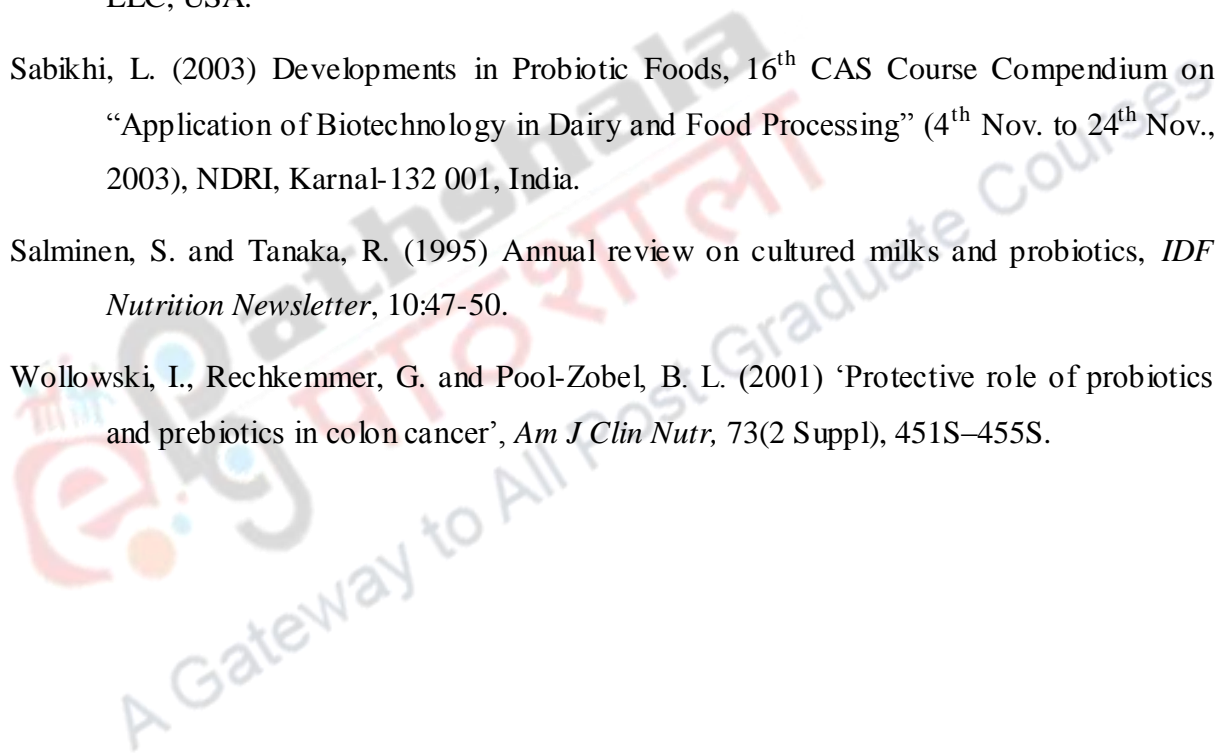 LLC, USA.
Sabikhi, L. (2003) Developments in Probiotic Foods, 16th CAS Course Compendium on
“Application of Biotechnology in Dairy and Food Processing” (4th Nov. to 24th Nov.,
2003), NDRI, Karnal-132 001, India.
Salminen, S. and Tanaka, R. (1995) Annual review on cultured milks and probiotics, IDF
Nutrition Newsletter, 10:47-50.
Wollowski, I., Rechkemmer, G. and Pool-Zobel, B. L. (2001) ‘Protective role of probiotics
and prebiotics in colon cancer’, Am J Clin Nutr, 73(2 Suppl), 451S–455S.
e PG Pathshala
पाठशाला
A Gateway to All Post Graduate Courses